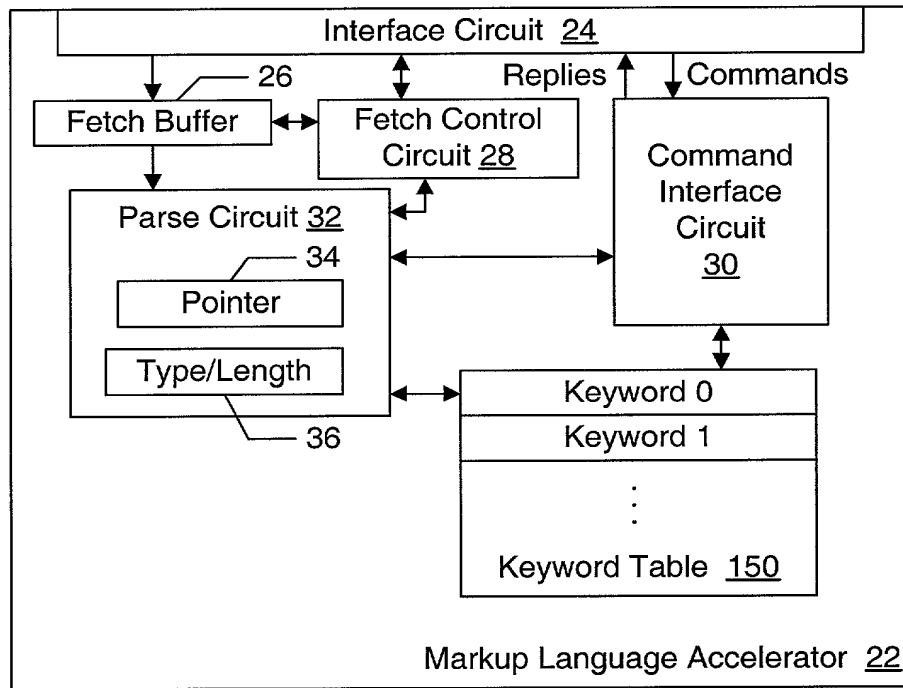 Interface Circuit 24
26
Replies
Commands
Fetch Buffer
Fetch Control
Circuit 28
Command
Interface
Circuit
30
Parse Circuit 32
34
Pointer
Type/Length
36
Keyword 0
Keyword 1
Keyword Table 150
Markup Language Accelerator 22